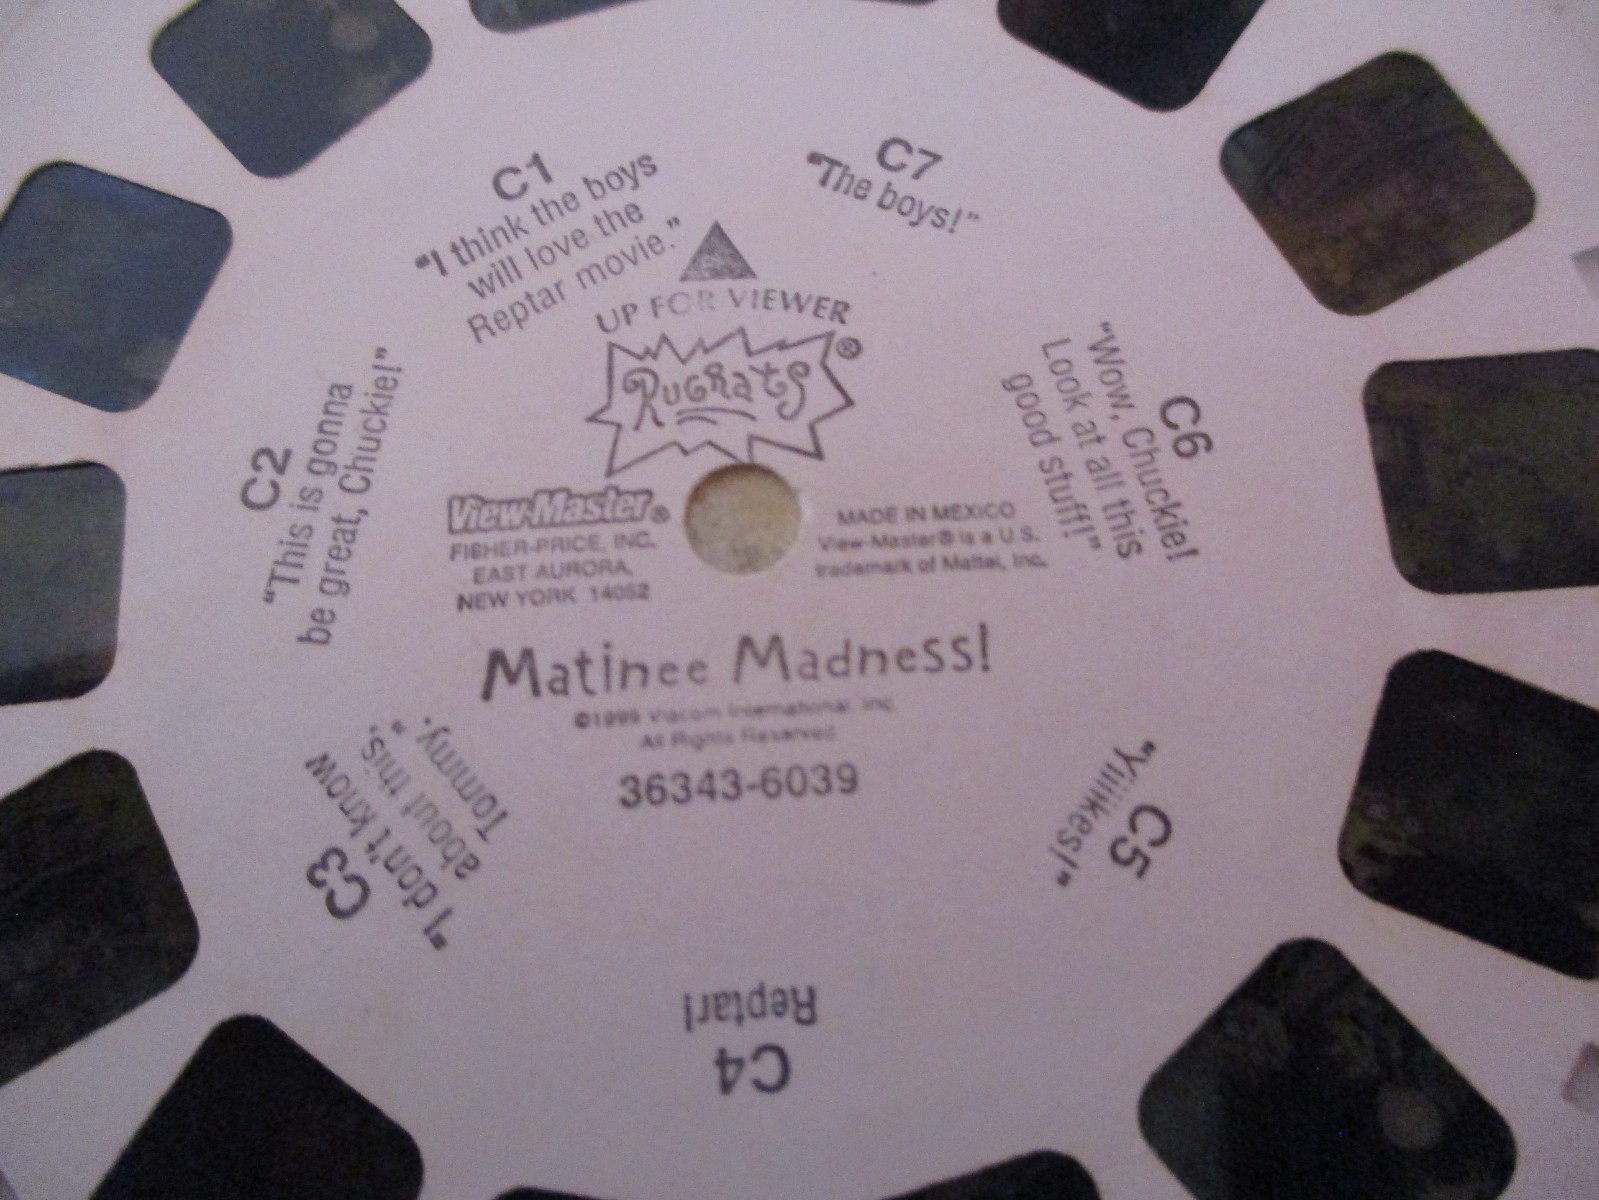 C1
"I think the boys
will love the
Reptar movie."
C7
"The boys!"
UP FOR VIEWER
RUGRATS®
C2
"This is gonna
be great, Chuckie!"
C6
"Wow, Chuckie!
Look at all this
good stuff!"
View-Master®
FISHER-PRICE, INC.
EAST AURORA,
NEW YORK 14052
MADE IN MEXICO
View-Master® is a U.S.
trademark of Mattel, Inc.
Matinee Madness!
©1999 Viacom International, Inc.
All Rights Reserved
36343-6039
C3
"I don't know
about this,
Tommy."
C5
"Yiiiikes!"
C4
Reptar!